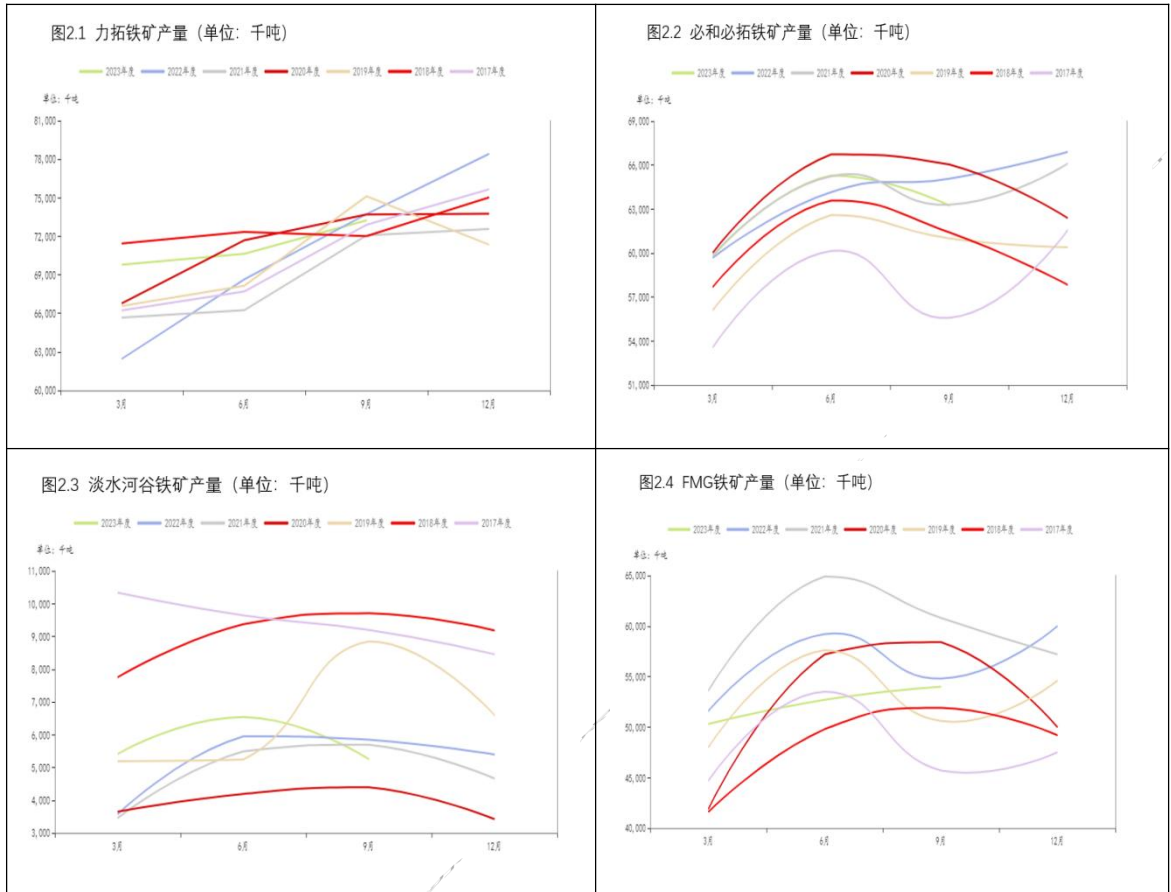 图2.1 力拓铁矿产量（单位：千吨）
2023年度 2022年度 2021年度 2020年度 2019年度 2018年度 2017年度
单位：千吨
81,000
78,000
75,000
72,000
69,000
66,000
63,000
60,000
3月 6月 9月 12月
图2.2 必和必拓铁矿产量（单位：千吨）
2023年度 2022年度 2021年度 2020年度 2019年度 2018年度 2017年度
单位：千吨
69,000
66,000
63,000
60,000
57,000
54,000
51,000
3月 6月 9月 12月
图2.3 淡水河谷铁矿产量（单位：千吨）
2023年度 2022年度 2021年度 2020年度 2019年度 2018年度 2017年度
单位：千吨
11,000
10,000
9,000
8,000
7,000
6,000
5,000
4,000
3,000
3月 6月 9月 12月
图2.4 FMG铁矿产量（单位：千吨）
2023年度 2022年度 2021年度 2020年度 2019年度 2018年度 2017年度
单位：千吨
65,000
60,000
55,000
50,000
45,000
40,000
3月 6月 9月 12月